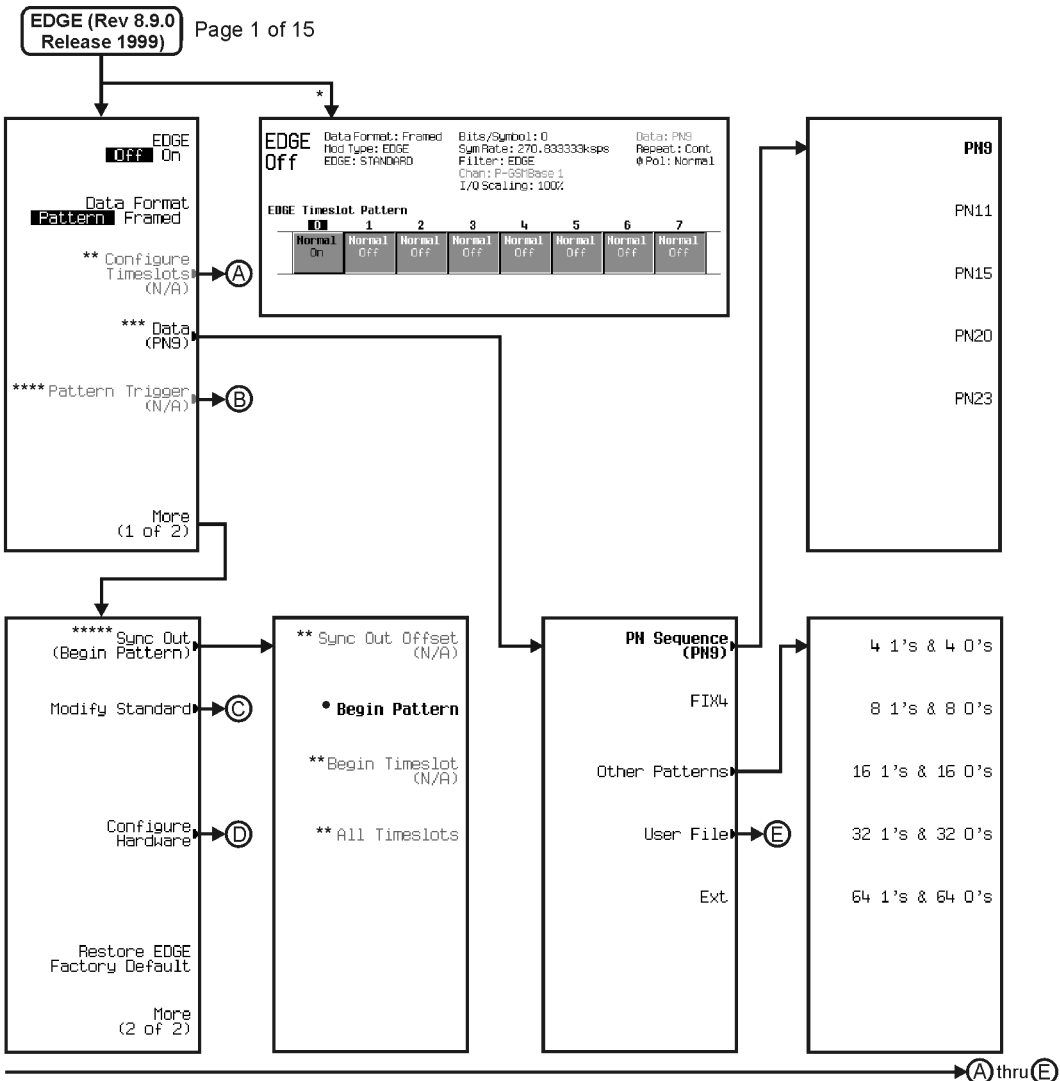 EDGE (Rev 8.9.0
Release 1999)
Page 1 of 15
*
EDGE
Off On
Data Format
Pattern Framed
** Configure
Timeslots
(N/A)
A
*** Data
(PN9)
**** Pattern Trigger
(N/A)
B
More
(1 of 2)
EDGE
Off
Data Format: Framed
Mod Type: EDGE
EDGE: STANDARD
Bits/Symbol: 0
Sym Rate: 270.833333ksps
Filter: EDGE
Chan: P-GSMBase 1
I/Q Scaling: 100%
Data: PN9
Repeat: Cont
ϕ Pol: Normal
EDGE Timeslot Pattern
0 1 2 3 4 5 6 7
Normal Normal Normal Normal Normal Normal Normal Normal
On Off Off Off Off Off Off Off
PN9
PN11
PN15
PN20
PN23
***** Sync Out
(Begin Pattern)
Modify Standard
C
Configure
Hardware
D
Restore EDGE
Factory Default
More
(2 of 2)
** Sync Out Offset
(N/A)
• Begin Pattern
** Begin Timeslot
(N/A)
** All Timeslots
PN Sequence
(PN9)
FIX4
Other Patterns
User File
E
Ext
4 1's & 4 0's
8 1's & 8 0's
16 1's & 16 0's
32 1's & 32 0's
64 1's & 64 0's
A thru E